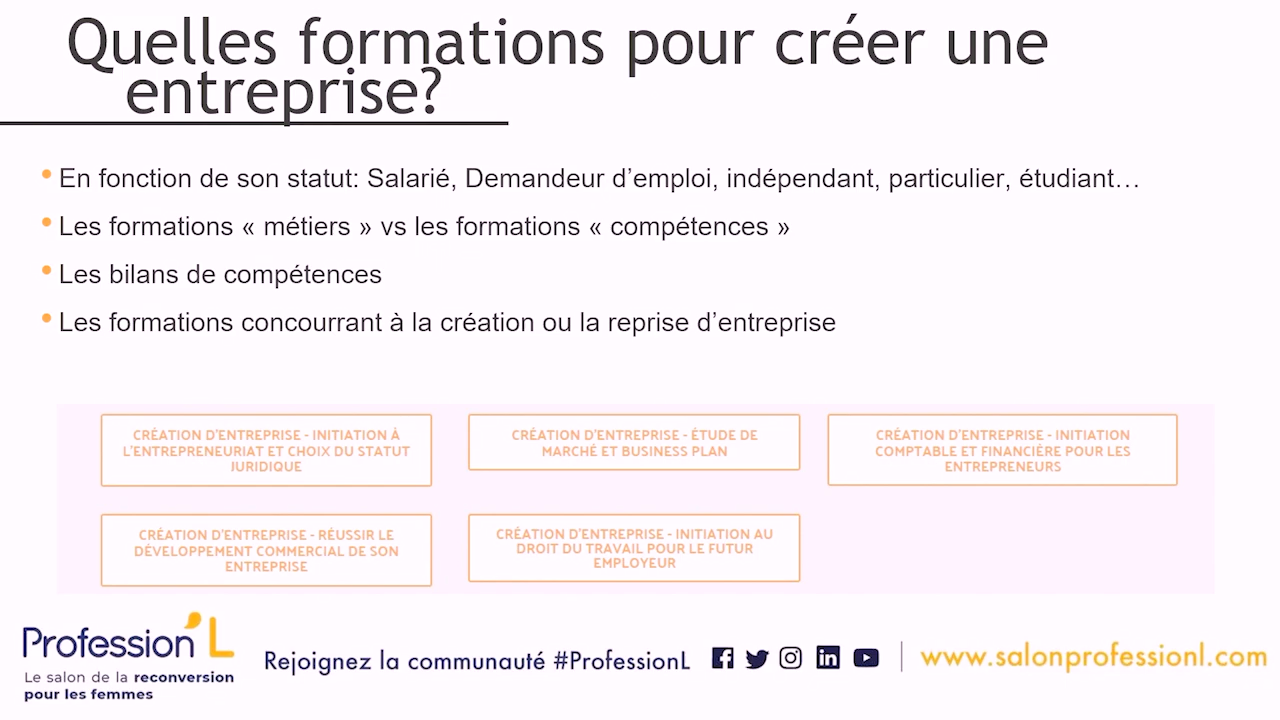 Quelles formations pour créer une
entreprise?
• En fonction de son statut: Salarié, Demandeur d’emploi, indépendant, particulier, étudiant…
• Les formations « métiers » vs les formations « compétences »
• Les bilans de compétences
• Les formations concourrant à la création ou la reprise d’entreprise
CRÉATION D'ENTREPRISE - INITIATION À
L'ENTREPRENEURIAT ET CHOIX DU STATUT
JURIDIQUE
CRÉATION D'ENTREPRISE - ÉTUDE DE
MARCHÉ ET BUSINESS PLAN
CRÉATION D'ENTREPRISE - INITIATION
COMPTABLE ET FINANCIÈRE POUR LES
ENTREPRENEURS
CRÉATION D'ENTREPRISE - RÉUSSIR LE
DÉVELOPPEMENT COMMERCIAL DE SON
ENTREPRISE
CRÉATION D'ENTREPRISE - INITIATION AU
DROIT DU TRAVAIL POUR LE FUTUR
EMPLOYEUR
Profession'L
Le salon de la reconversion
pour les femmes
Rejoignez la communauté #ProfessionL
www.salonprofessionl.com